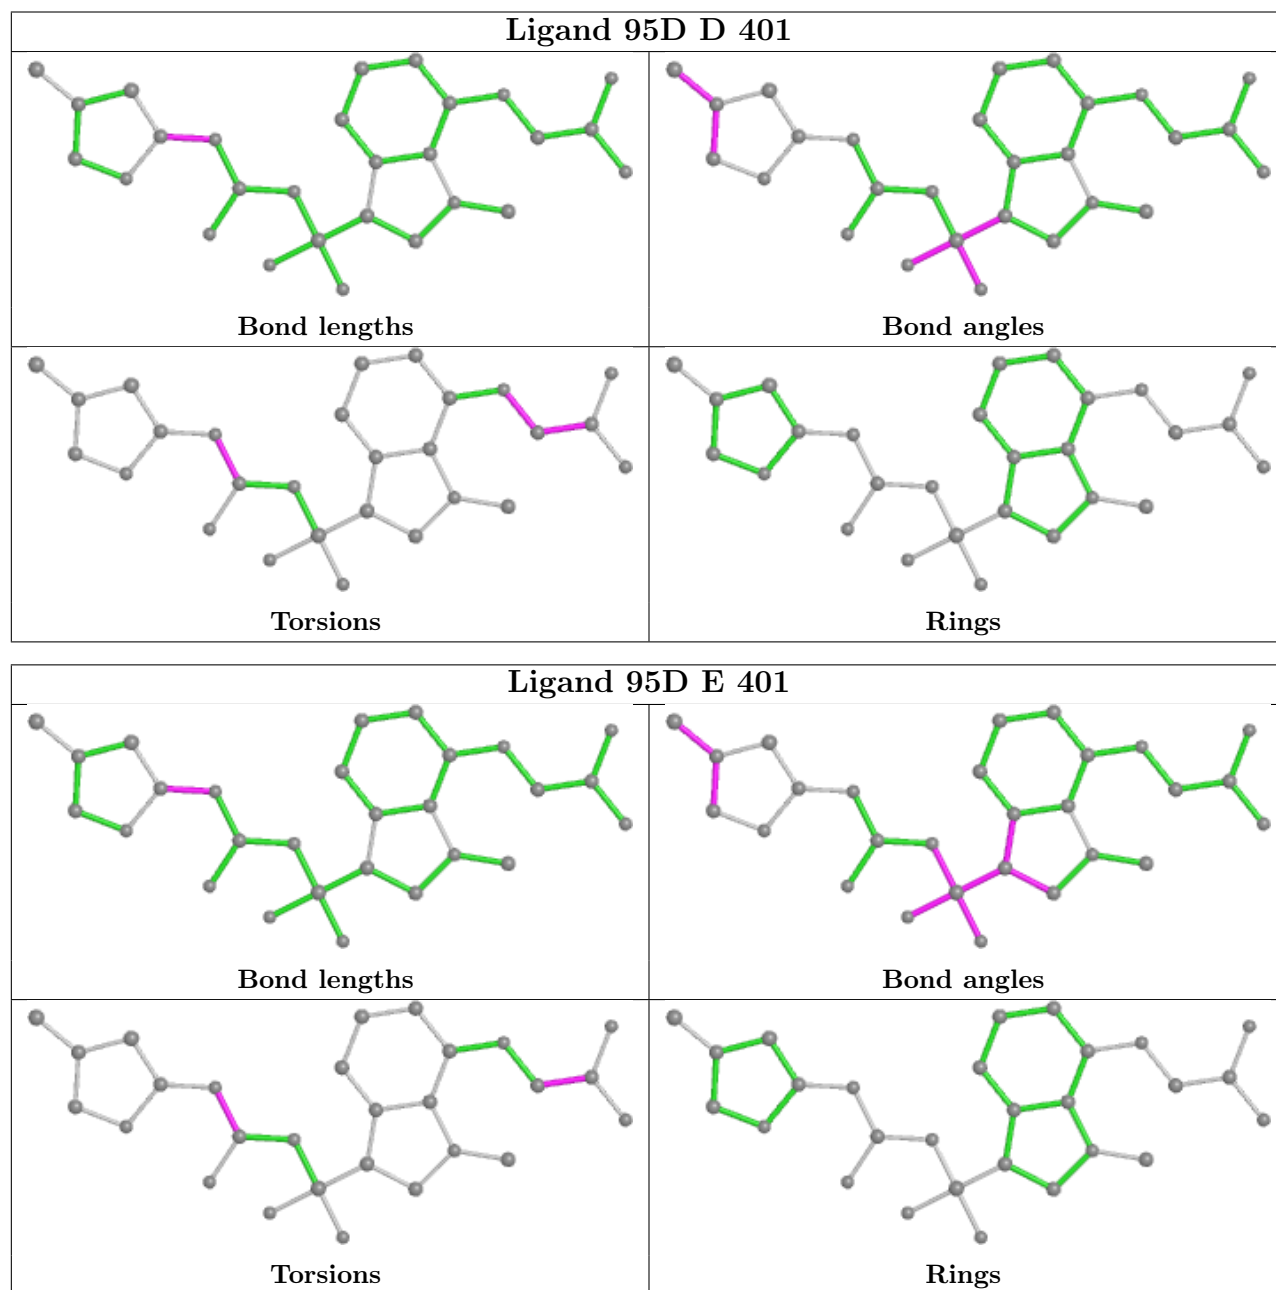 Ligand 95D D 401
Bond lengths
Bond angles
Torsions
Rings
Ligand 95D E 401
Bond lengths
Bond angles
Torsions
Rings